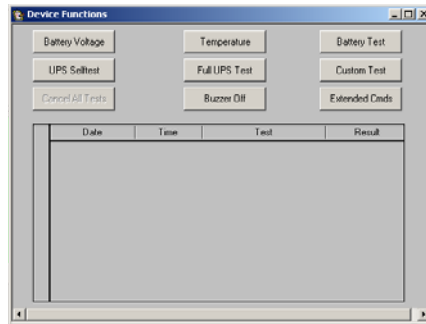 Device Functions
Battery Voltage Temperature Battery Test
UPS Selftest Full UPS Test Custom Test
Cancel All Tests Buzzer Off Extended Cmds
Date Time Test Result